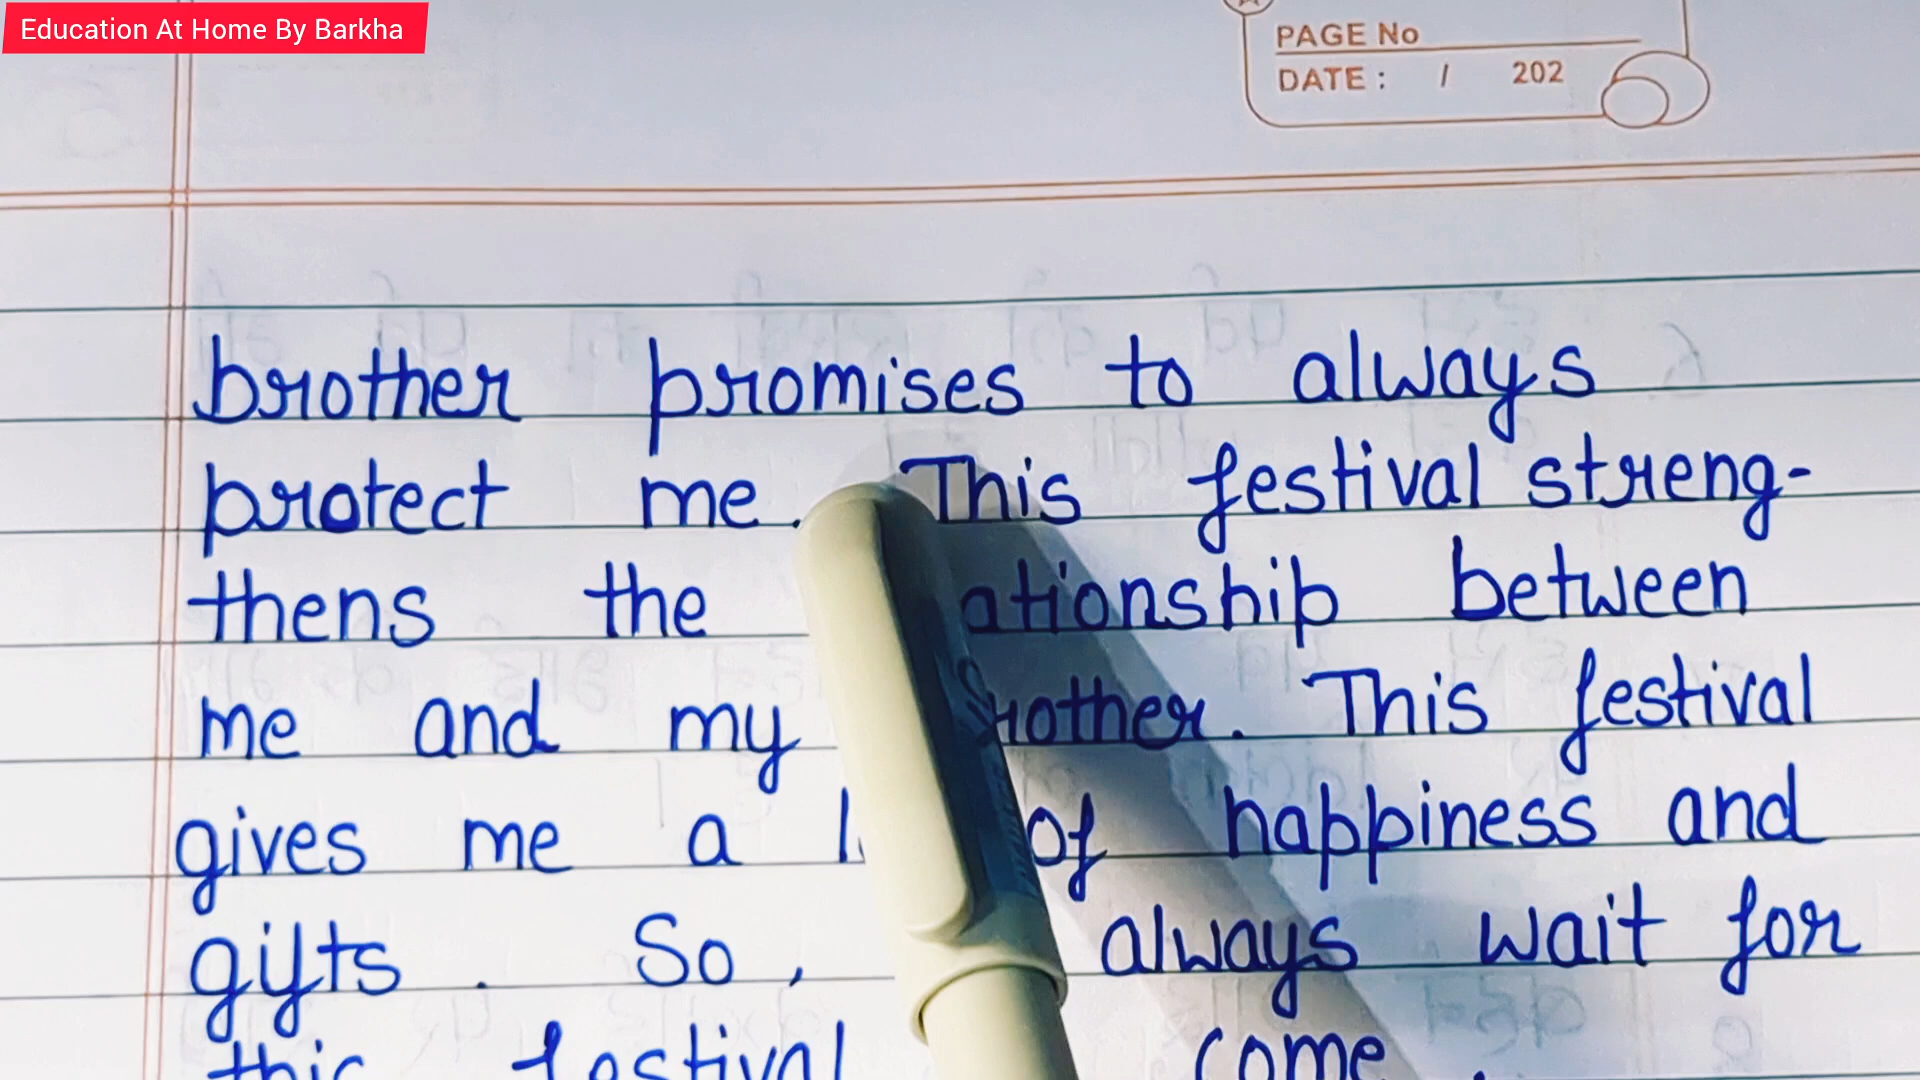 Education At Home By Barkha
PAGE No
DATE : / 202
brother promises to always
protect me. This festival streng-
thens the ationship between
me and my rother. This festival
gives me a l of happiness and
gifts. So, always wait for
this festival come.